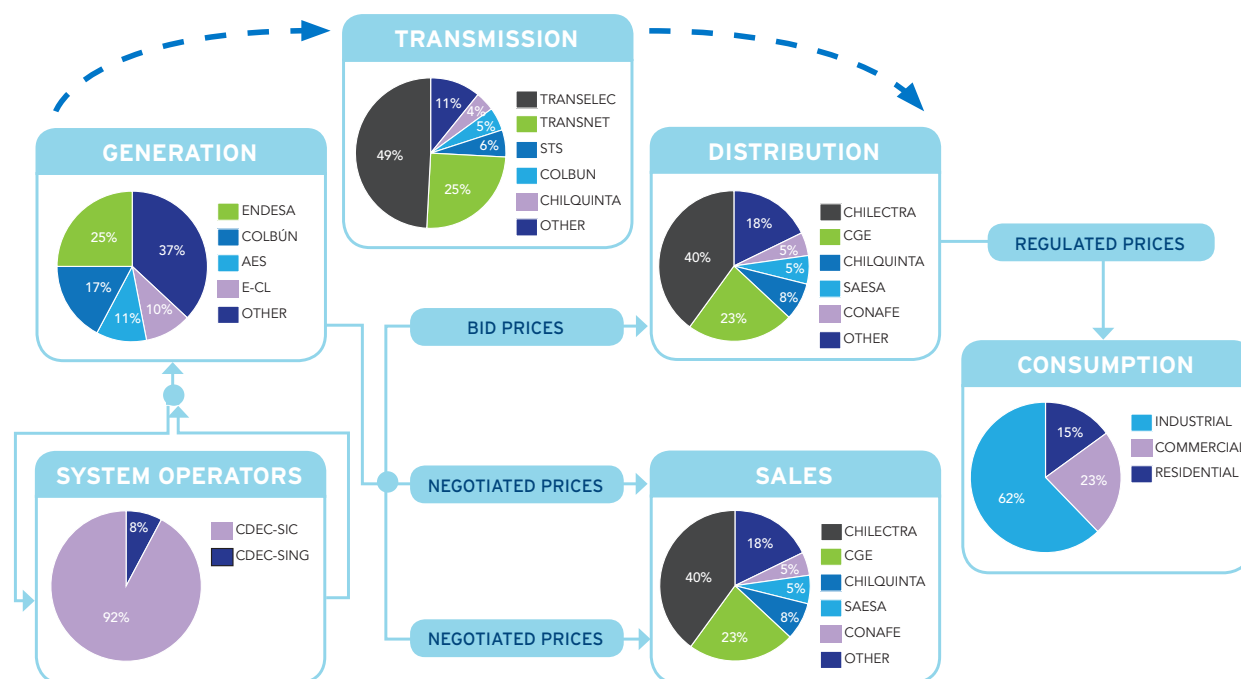 TRANSMISSION
11%
4%
5%
6%
25%
49%
TRANSELEC
TRANSNET
STS
COLBUN
CHILQUINTA
OTHER
GENERATION
25%
37%
17%
11%
10%
ENDESA
COLBÚN
AES
E-CL
OTHER
DISTRIBUTION
18%
5%
5%
8%
23%
40%
CHILECTRA
CGE
CHILQUINTA
SAESA
CONAFE
OTHER
REGULATED PRICES
BID PRICES
CONSUMPTION
15%
23%
62%
INDUSTRIAL
COMMERCIAL
RESIDENTIAL
SYSTEM OPERATORS
8%
92%
CDEC-SIC
CDEC-SING
NEGOTIATED PRICES
SALES
18%
5%
5%
8%
23%
40%
CHILECTRA
CGE
CHILQUINTA
SAESA
CONAFE
OTHER
NEGOTIATED PRICES